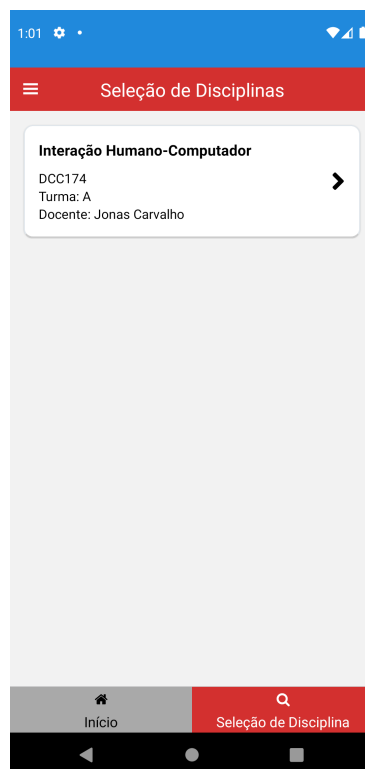 1:01
Seleção de Disciplinas
Interação Humano-Computador
DCC174
Turma: A
Docente: Jonas Carvalho
Início
Seleção de Disciplina